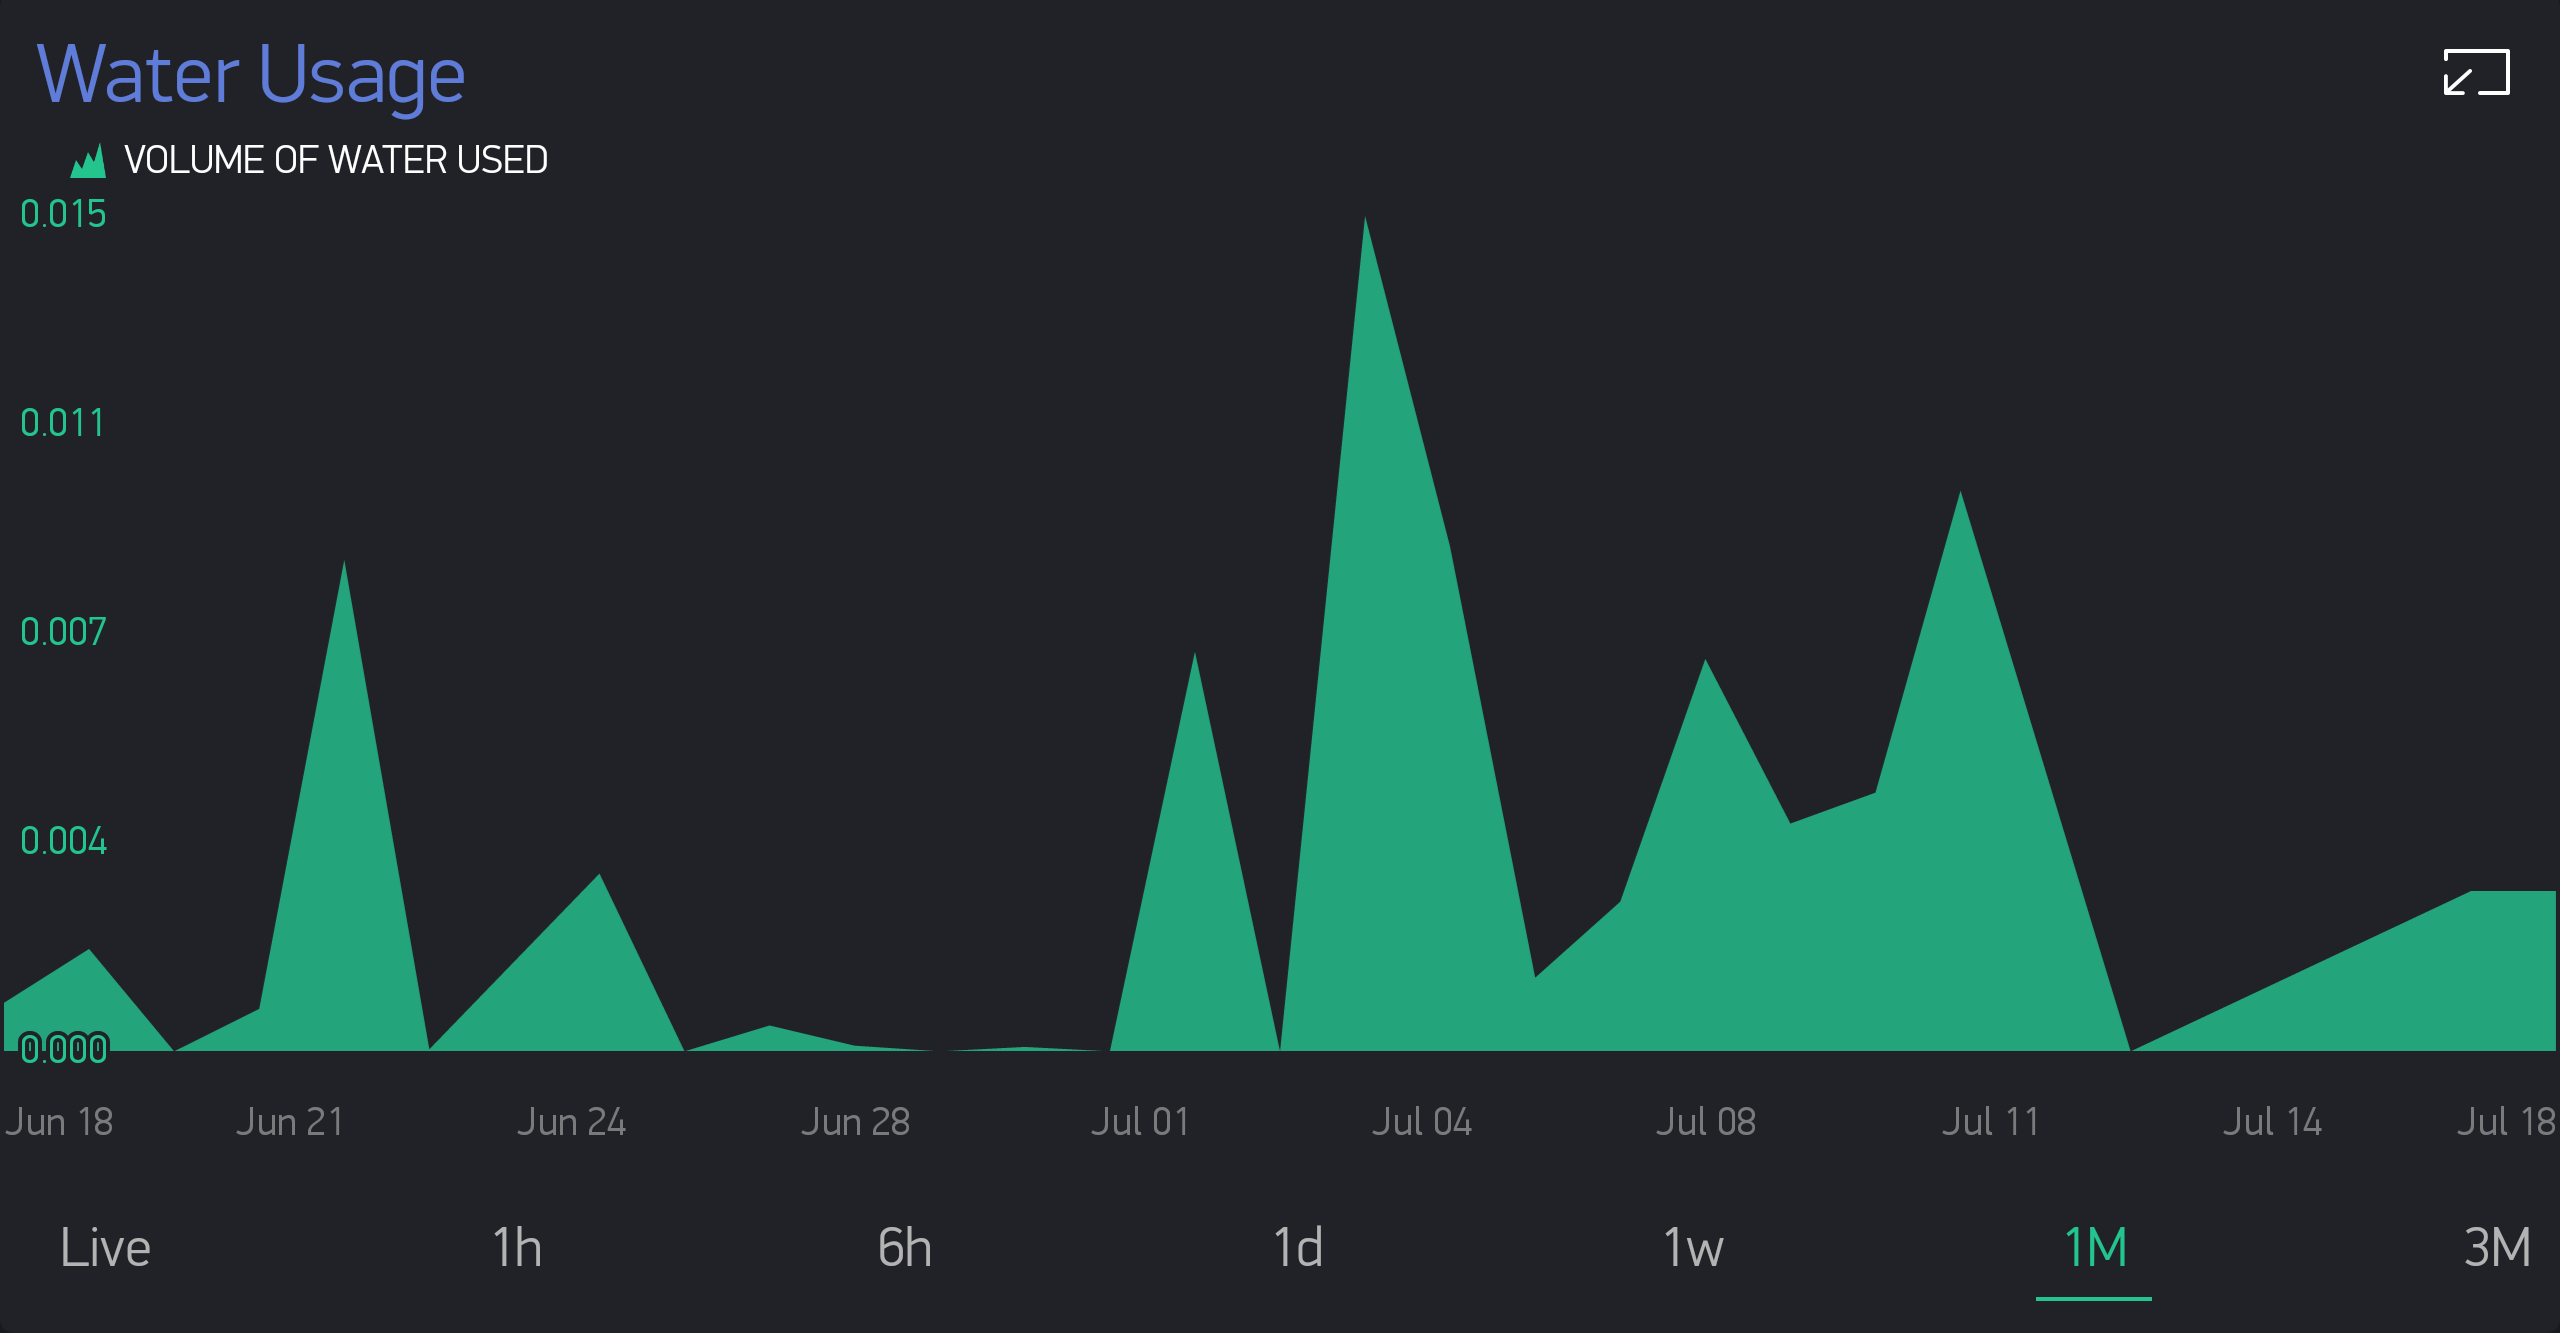 Water Usage
VOLUME OF WATER USED
0.015
0.011
0.007
0.004
0.000
Jun 18 Jun 21 Jun 24 Jun 28 Jul 01 Jul 04 Jul 08 Jul 11 Jul 14 Jul 18
Live 1h 6h 1d 1w 1M 3M